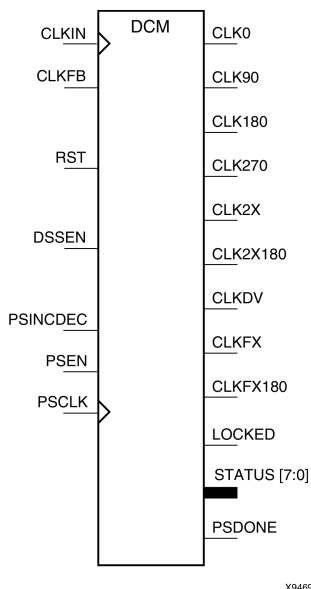 DCM
CLKIN
CLKFB
RST
DSSEN
PSINCDEC
PSEN
PSCLK
CLK0
CLK90
CLK180
CLK270
CLK2X
CLK2X180
CLKDV
CLKFX
CLKFX180
LOCKED
STATUS [7:0]
PSDONE
X9469